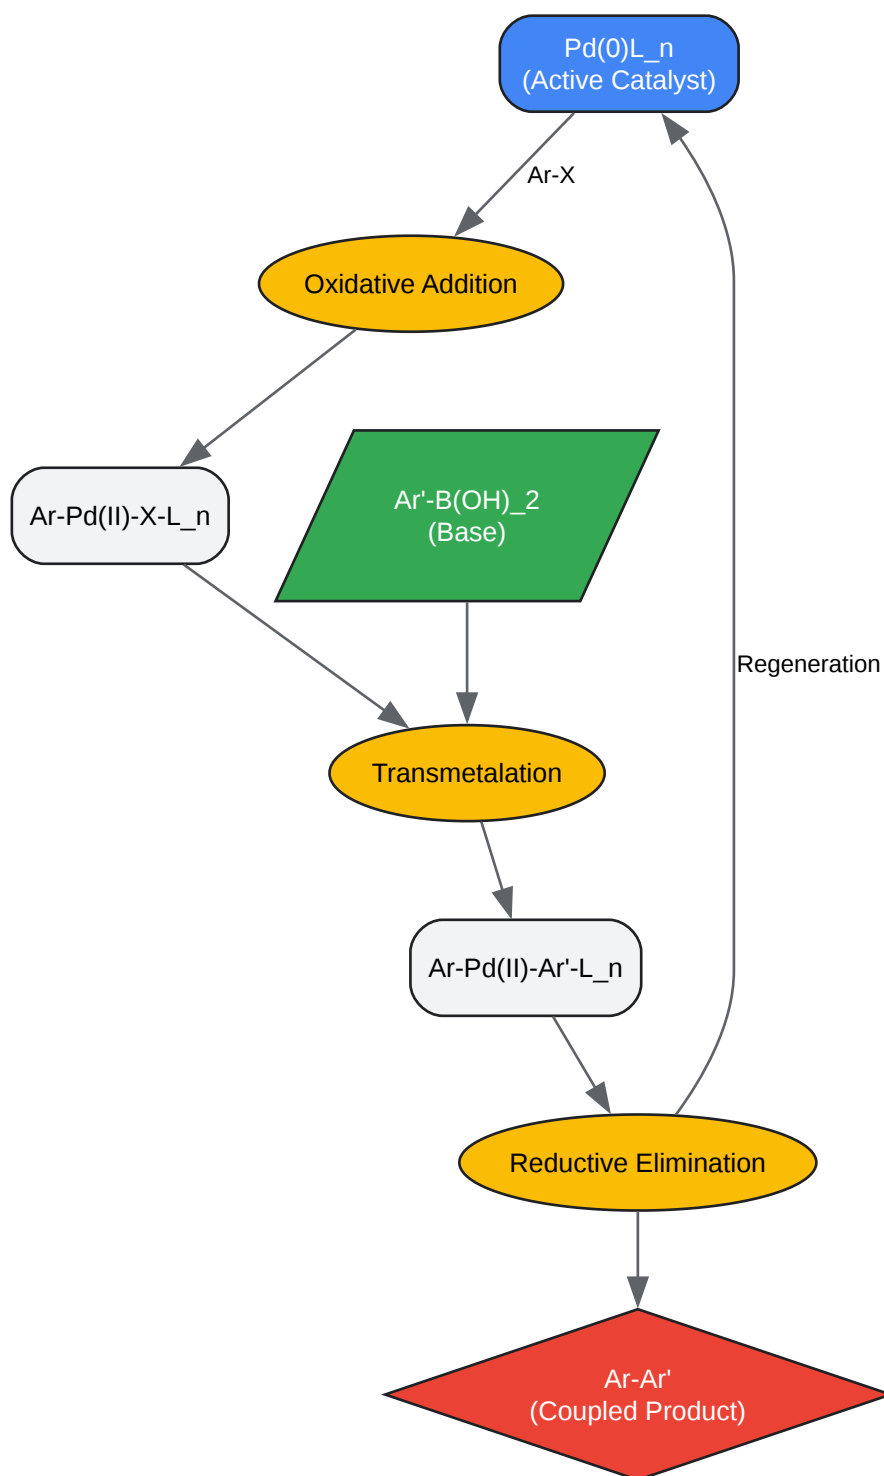 Pd(0)L_n
(Active Catalyst)
Ar-X
Oxidative Addition
Ar-Pd(II)-X-L_n
Ar'-B(OH)_2
(Base)
Regeneration
Transmetalation
Ar-Pd(II)-Ar'-L_n
Reductive Elimination
Ar-Ar'
(Coupled Product)